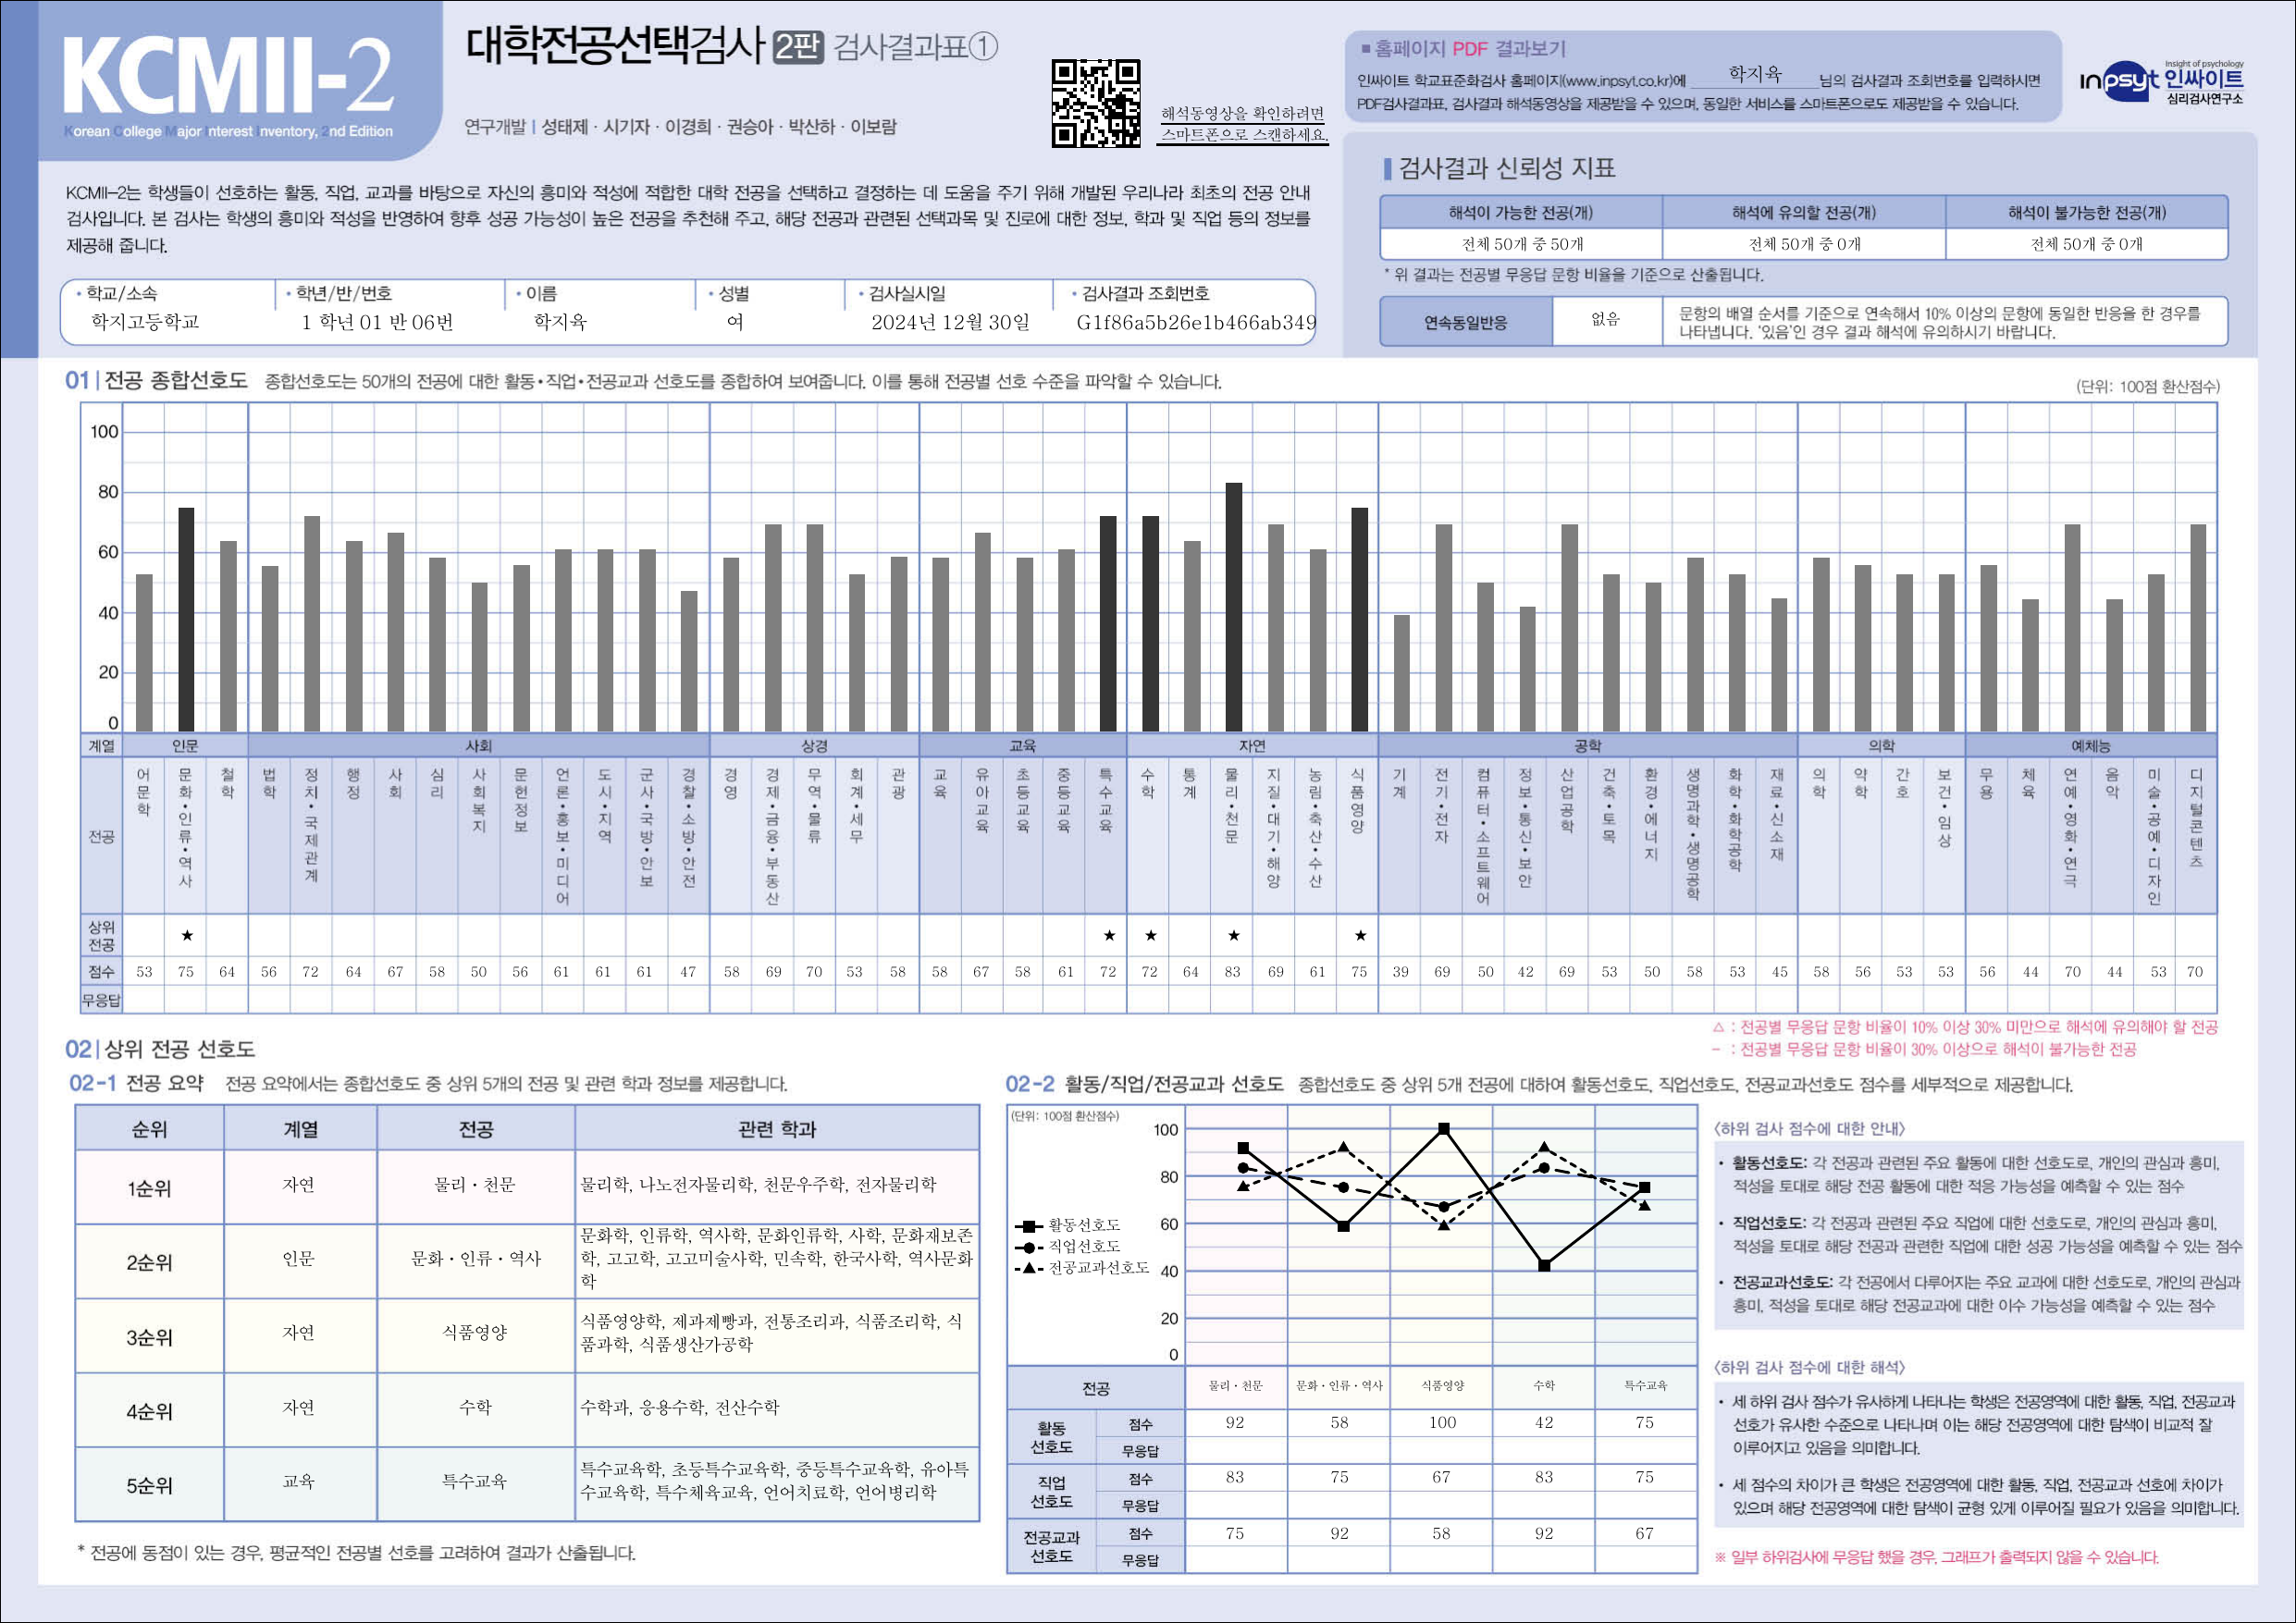 KCMII-2
Korean College Major Interest Inventory, 2nd Edition
대학전공선택검사 2판 검사결과표①
연구개발 | 성태제 · 시기자 · 이경희 · 권승아 · 박산하 · 이보람
해석동영상을 확인하려면
스마트폰으로 스캔하세요.
■ 홈페이지 PDF 결과보기
인싸이트 학교표준화검사 홈페이지(www.inpsyt.co.kr)에 학지육 님의 검사결과 조회번호를 입력하시면
PDF검사결과표, 검사결과 해석동영상을 제공받을 수 있으며, 동일한 서비스를 스마트폰으로도 제공받을 수 있습니다.
Insight of psychology
inpsyt 인싸이트
심리검사연구소
KCMII-2는 학생들이 선호하는 활동, 직업, 교과를 바탕으로 자신의 흥미와 적성에 적합한 대학 전공을 선택하고 결정하는 데 도움을 주기 위해 개발된 우리나라 최초의 전공 안내
검사입니다. 본 검사는 학생의 흥미와 적성을 반영하여 향후 성공 가능성이 높은 전공을 추천해 주고, 해당 전공과 관련된 선택과목 및 진로에 대한 정보, 학과 및 직업 등의 정보를
제공해 줍니다.
• 학교/소속 • 학년/반/번호 • 이름 • 성별 • 검사실시일 • 검사결과 조회번호
학지고등학교 1 학년 01 반 06번 학지육 여 2024년 12월 30일 G1f86a5b26e1b466ab349
검사결과 신뢰성 지표
해석이 가능한 전공(개) 해석에 유의할 전공(개) 해석이 불가능한 전공(개)
전체 50개 중 50개 전체 50개 중 0개 전체 50개 중 0개
* 위 결과는 전공별 무응답 문항 비율을 기준으로 산출됩니다.
연속동일반응 없음 문항의 배열 순서를 기준으로 연속해서 10% 이상의 문항에 동일한 반응을 한 경우를
나타냅니다. '있음'인 경우 결과 해석에 유의하시기 바랍니다.
01 | 전공 종합선호도 종합선호도는 50개의 전공에 대한 활동•직업•전공교과 선호도를 종합하여 보여줍니다. 이를 통해 전공별 선호 수준을 파악할 수 있습니다.
(단위: 100점 환산점수)
100
80
60
40
20
0
계열 인문 사회 상경 교육 자연 공학 의학 예체능
전공 어문학 문화•인류•역사 철학 법학 정치•국제관계 행정 사회 심리 사회복지 문헌정보 언론•홍보•미디어 도시•지역 군사•국방•안보 경찰•소방•안전 경영 경제•금융•부동산 무역•물류 회계•세무 관광 교육 유아교육 초등교육 중등교육 특수교육 수학 통계 물리•천문 지질•대기•해양 농림•축산•수산 식품영양 기계 전기•전자 컴퓨터•소프트웨어 정보•통신•보안 산업공학 건축•토목 환경•에너지 생명과학•생명공학 화학•화학공학 재료•신소재 의학 약학 간호 보건•임상 무용 체육 연예•영화•연극 음악 미술•공예•디자인 디지털콘텐츠
상위
전공 ★ ★ ★ ★ ★
점수 53 75 64 56 72 64 67 58 50 56 61 61 61 47 58 69 70 53 58 58 67 58 61 72 72 64 83 69 61 75 39 69 50 42 69 53 50 58 53 45 58 56 53 53 56 44 70 44 53 70
무응답
△ : 전공별 무응답 문항 비율이 10% 이상 30% 미만으로 해석에 유의해야 할 전공
- : 전공별 무응답 문항 비율이 30% 이상으로 해석이 불가능한 전공
02 | 상위 전공 선호도
02-1 전공 요약 전공 요약에서는 종합선호도 중 상위 5개의 전공 및 관련 학과 정보를 제공합니다.
순위 계열 전공 관련 학과
1순위 자연 물리 · 천문 물리학, 나노전자물리학, 천문우주학, 전자물리학
2순위 인문 문화 · 인류 · 역사 문화학, 인류학, 역사학, 문화인류학, 사학, 문화재보존
학, 고고학, 고고미술사학, 민속학, 한국사학, 역사문화
학
3순위 자연 식품영양 식품영양학, 제과제빵과, 전통조리과, 식품조리학, 식
품과학, 식품생산가공학
4순위 자연 수학 수학과, 응용수학, 전산수학
5순위 교육 특수교육 특수교육학, 초등특수교육학, 중등특수교육학, 유아특
수교육학, 특수체육교육, 언어치료학, 언어병리학
* 전공에 동점이 있는 경우, 평균적인 전공별 선호를 고려하여 결과가 산출됩니다.
02-2 활동/직업/전공교과 선호도 종합선호도 중 상위 5개 전공에 대하여 활동선호도, 직업선호도, 전공교과선호도 점수를 세부적으로 제공합니다.
(단위: 100점 환산점수)
100
80
60
40
20
0
활동선호도
직업선호도
전공교과선호도
전공 물리 · 천문 문화 · 인류 · 역사 식품영양 수학 특수교육
활동
선호도 점수 92 58 100 42 75
무응답
직업
선호도 점수 83 75 67 83 75
무응답
전공교과
선호도 점수 75 92 58 92 67
무응답
〈하위 검사 점수에 대한 안내〉
• 활동선호도: 각 전공과 관련된 주요 활동에 대한 선호도로, 개인의 관심과 흥미,
적성을 토대로 해당 전공 활동에 대한 적응 가능성을 예측할 수 있는 점수
• 직업선호도: 각 전공과 관련된 주요 직업에 대한 선호도로, 개인의 관심과 흥미,
적성을 토대로 해당 전공과 관련한 직업에 대한 성공 가능성을 예측할 수 있는 점수
• 전공교과선호도: 각 전공에서 다루어지는 주요 교과에 대한 선호도로, 개인의 관심과
흥미, 적성을 토대로 해당 전공교과에 대한 이수 가능성을 예측할 수 있는 점수
〈하위 검사 점수에 대한 해석〉
• 세 하위 검사 점수가 유사하게 나타나는 학생은 전공영역에 대한 활동, 직업, 전공교과
선호가 유사한 수준으로 나타나며 이는 해당 전공영역에 대한 탐색이 비교적 잘
이루어지고 있음을 의미합니다.
• 세 점수의 차이가 큰 학생은 전공영역에 대한 활동, 직업, 전공교과 선호에 차이가
있으며 해당 전공영역에 대한 탐색이 균형 있게 이루어질 필요가 있음을 의미합니다.
※ 일부 하위검사에 무응답 했을 경우, 그래프가 출력되지 않을 수 있습니다.